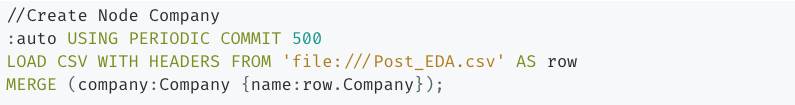 //Create Node Company
:auto USING PERIODIC COMMIT 500
LOAD CSV WITH HEADERS FROM 'file:///Post_EDA.csv' AS row
MERGE (company:Company {name:row.Company});